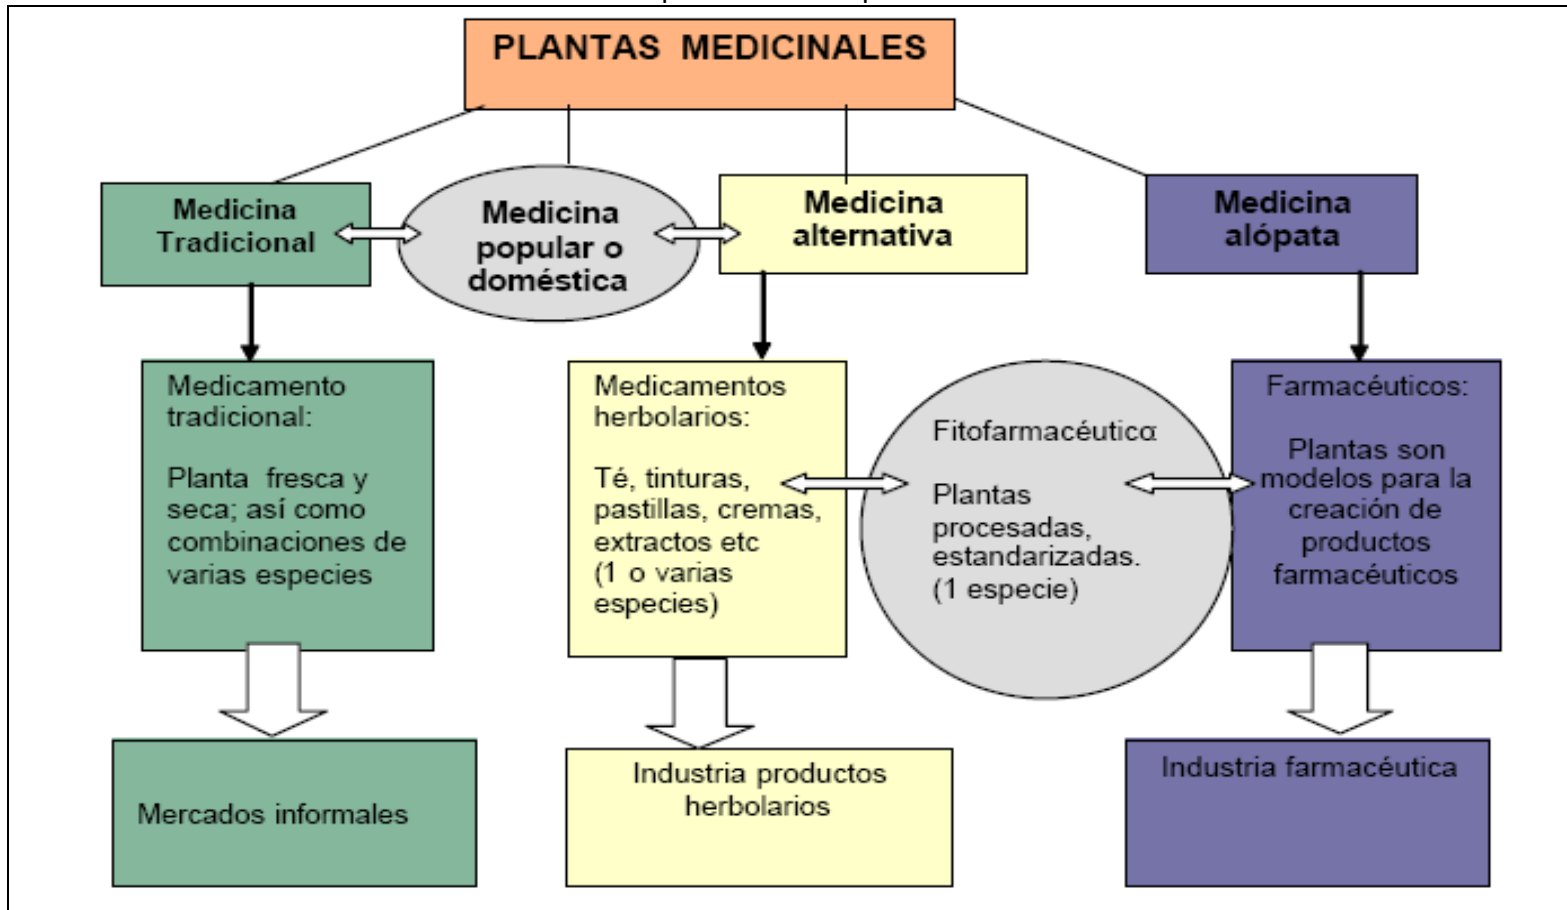 PLANTAS MEDICINALES
Medicina
Tradicional
Medicina
popular o
doméstica
Medicina
alternativa
Medicina
alópata
Medicamento
tradicional:
Planta fresca y
seca; así como
combinaciones de
varias especies
Medicamentos
herbolarios:
Té, tinturas,
pastillas, cremas,
extractos etc
(1 o varias
especies)
Fitofarmacéuticα
Plantas
procesadas,
estandarizadas.
(1 especie)
Farmacéuticos:
Plantas son
modelos para la
creación de
productos
farmacéuticos
Mercados informales
Industria productos
herbolarios
Industria farmacéutica